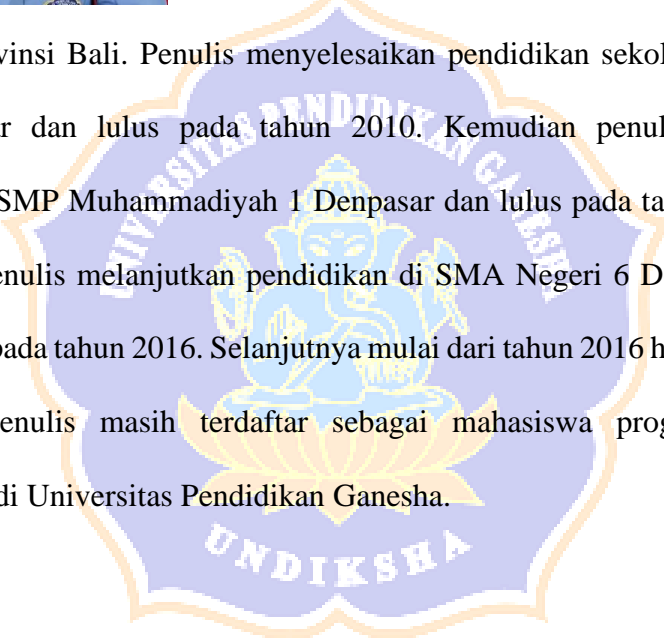 vinsi Bali. Penulis menyelesaikan pendidikan sekol
r dan lulus pada tahun 2010. Kemudian penul
SMP Muhammadiyah 1 Denpasar dan lulus pada ta
enulis melanjutkan pendidikan di SMA Negeri 6 D
pada tahun 2016. Selanjutnya mulai dari tahun 2016 h
enulis masih terdaftar sebagai mahasiswa prog
di Universitas Pendidikan Ganesha.
UNIVERSITAS PENDIDIKAN GANESHA
UNDIKSHA